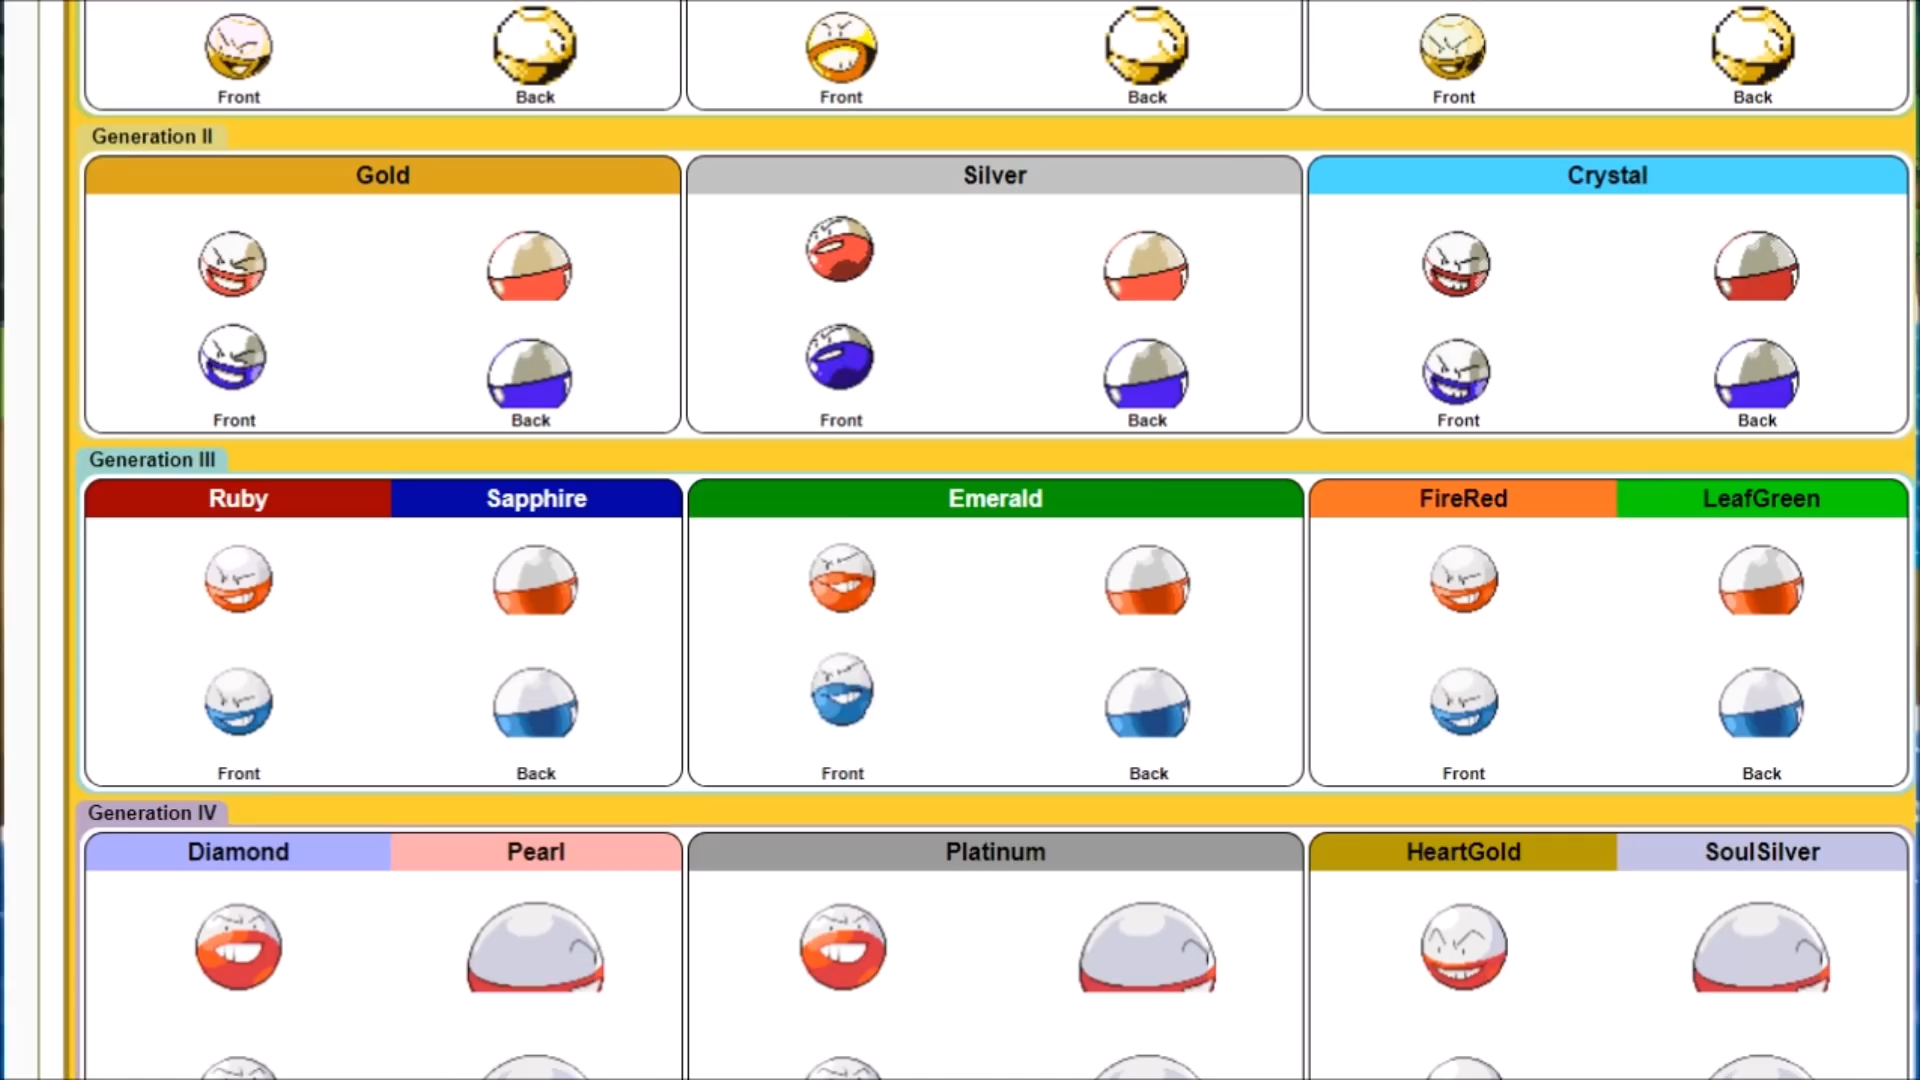 Front Back Front Back Front Back
Generation II
Gold Silver Crystal
Front Back Front Back Front Back
Generation III
Ruby Sapphire Emerald FireRed LeafGreen
Front Back Front Back Front Back
Generation IV
Diamond Pearl Platinum HeartGold SoulSilver